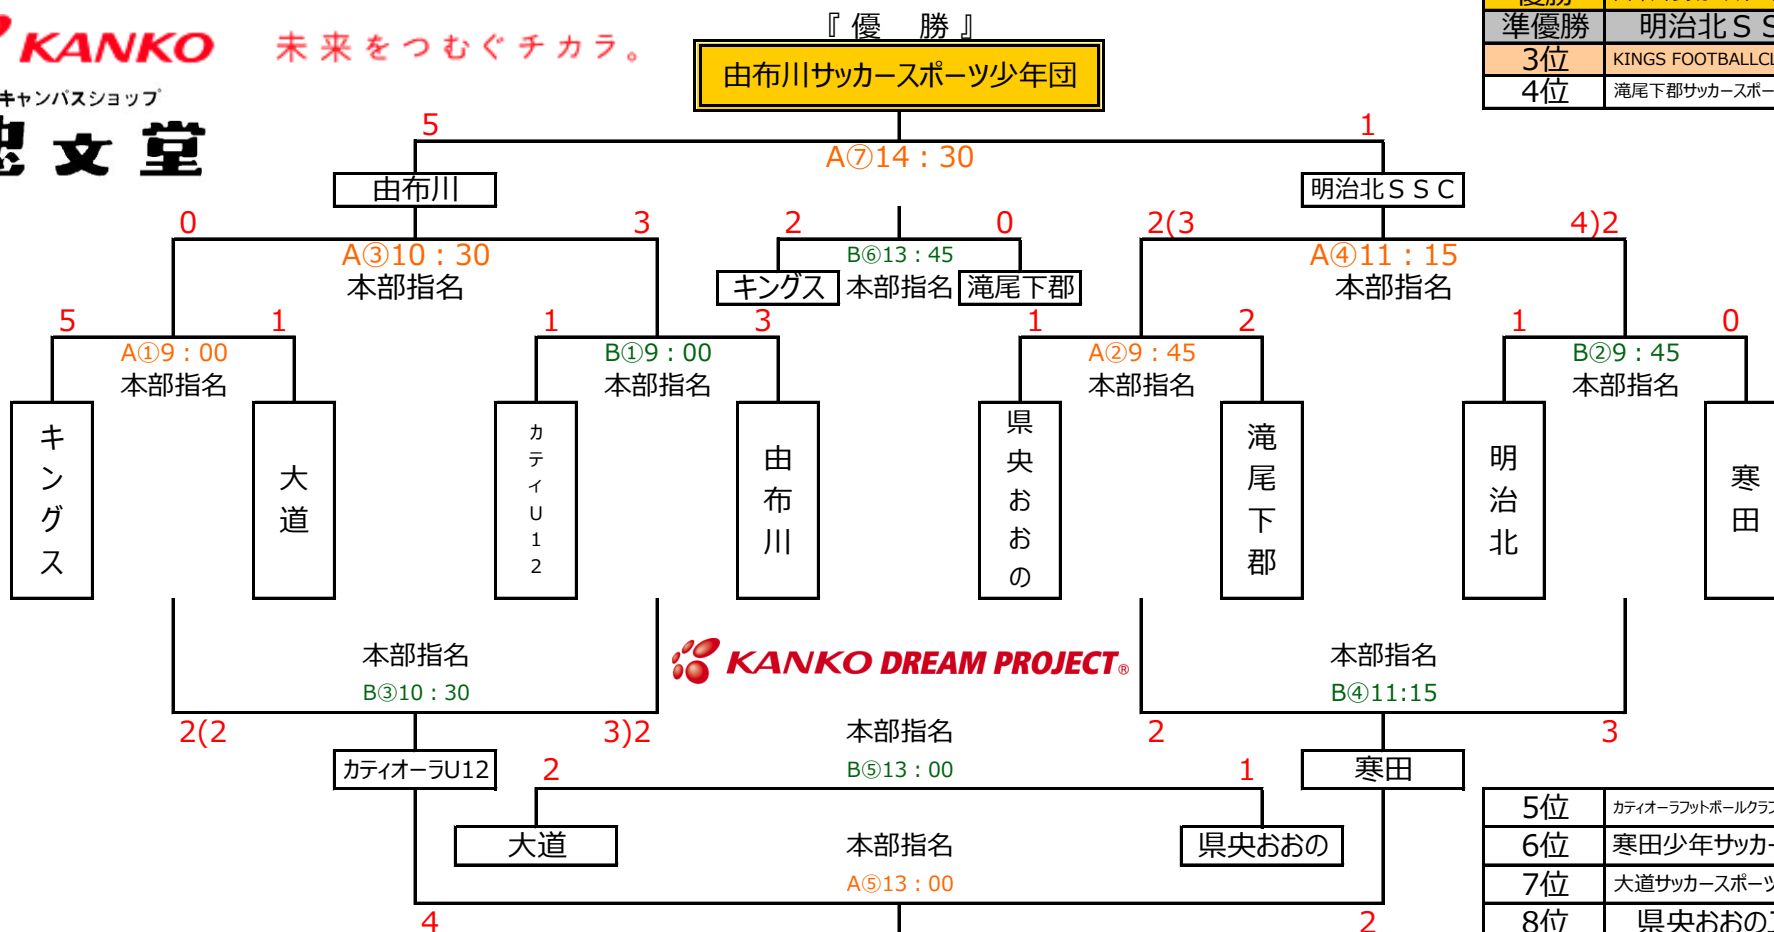 KANKO 未来をつむぐチカラ。
キャンパスショップ
文堂
『 優 勝 』
由布川サッカースポーツ少年団
準優勝 明治北ＳＳ
3位 KINGS FOOTBALLCL
4位 滝尾下郡サッカースポー
5 1
A⑦14：30
由布川 明治北ＳＳＣ
0 3 2 0 2(3 4)2
A③10：30 B⑥13：45 A④11：15
本部指名 キングス 本部指名 滝尾下郡 本部指名
5 1 1 3 1 2 1 0
A①9：00 B①9：00 A②9：45 B②9：45
本部指名 本部指名 本部指名 本部指名
キングス
大道
カティU12
由布川
県央おおの
滝尾下郡
明治北
寒田
本部指名 KANKO DREAM PROJECT® 本部指名
B③10：30 B④11:15
2(2 3)2 本部指名 2 3
カティオーラU12 2 B⑤13：00 1 寒田
大道 本部指名 県央おおの
A⑤13：00
4 2
5位 カティオーラフットボールクラブ
6位 寒田少年サッカー
7位 大道サッカースポーツ
8位 県央おおの